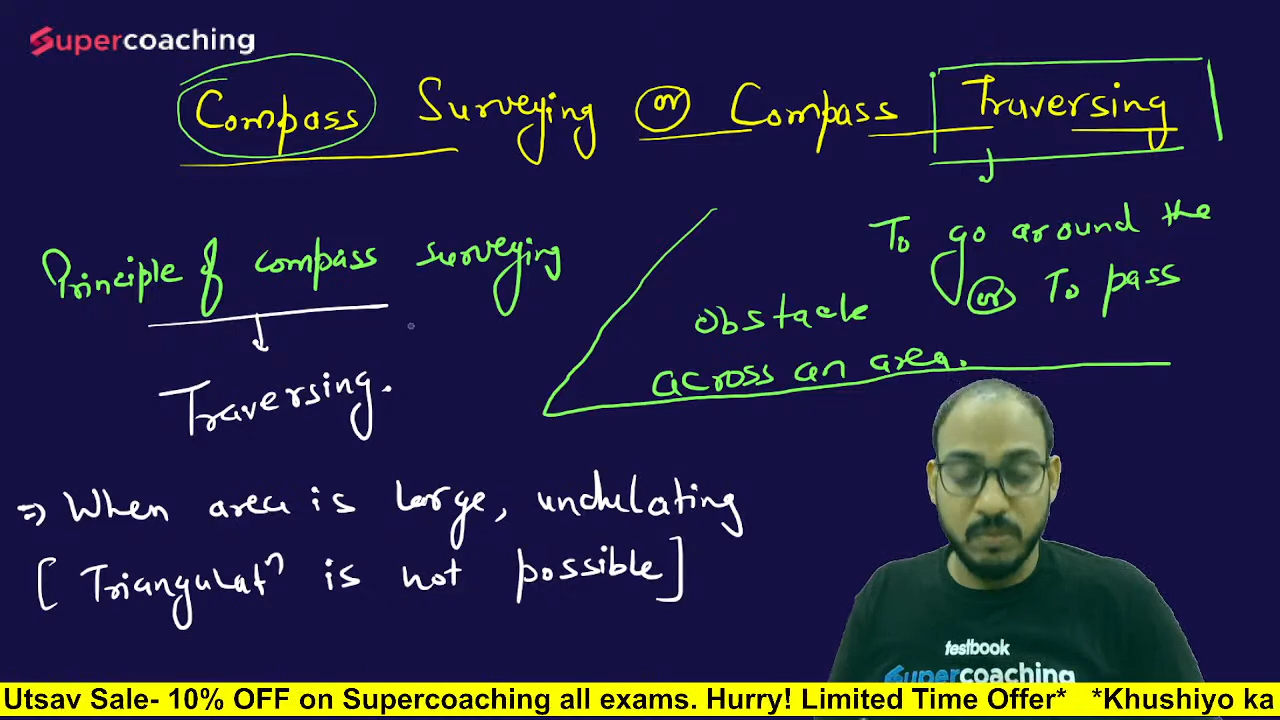 Supercoaching
Compass Surveying or Compass Traversing
To go around the
Principle of compass surveying
or To pass
obstacle
across an area.
Traversing.
⇒ When area is large, undulating
[Triangulatn is not possible]
testbook
Supercoaching
Utsav Sale- 10% OFF on Supercoaching all exams. Hurry! Limited Time Offer* *Khushiyo ka